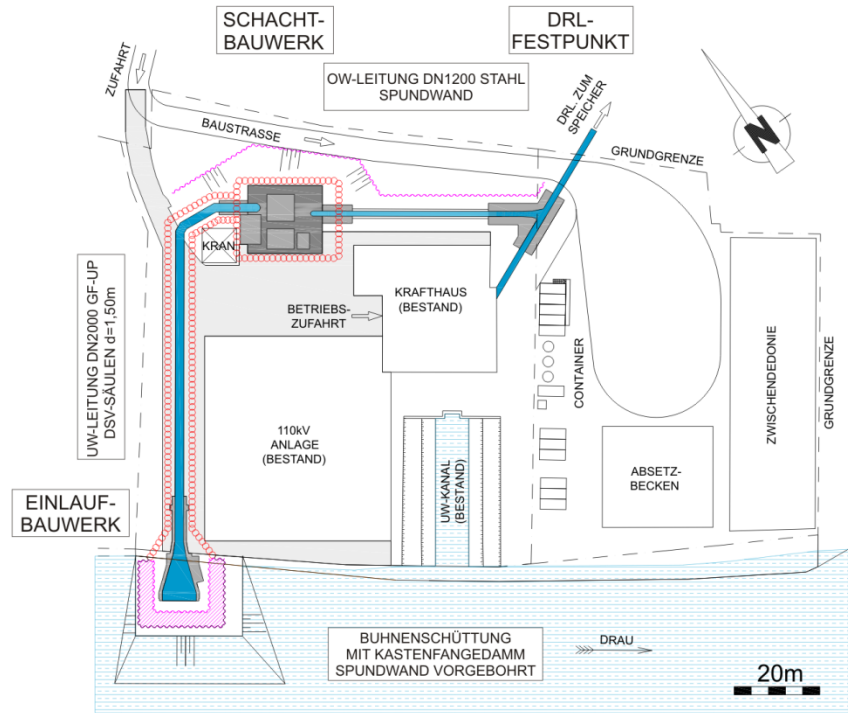 SCHACHT-
BAUWERK
DRL-
FESTPUNKT
OW-LEITUNG DN1200 STAHL
SPUNDWAND
ZUFAHRT
BAUSTRASSE
DRL. ZUM
SPEICHER
GRUNDGRENZE
N
KRAN
KRAFTHAUS
(BESTAND)
BETRIEBS-
ZUFAHRT
UW-LEITUNG DN2000 GF-UP
DSV-SÄULEN d=1,50m
CONTAINER
ZWISCHENDEDONIE
GRUNDGRENZE
110kV
ANLAGE
(BESTAND)
UW-KANAL
(BESTAND)
ABSETZ-
BECKEN
EINLAUF-
BAUWERK
BUHNENSCHÜTTUNG
MIT KASTENFANGEDAMM
SPUNDWAND VORGEBOHRT
DRAU
20m